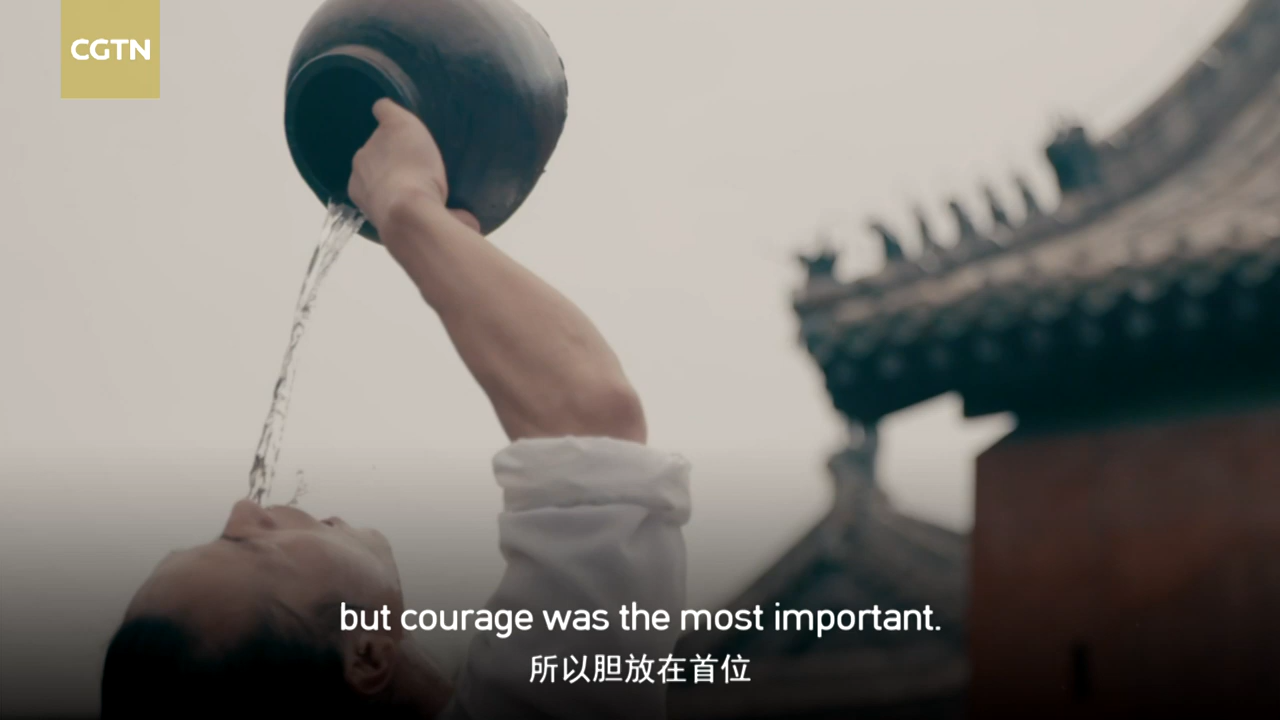 CGTN
but courage was the most important.
所以胆放在首位